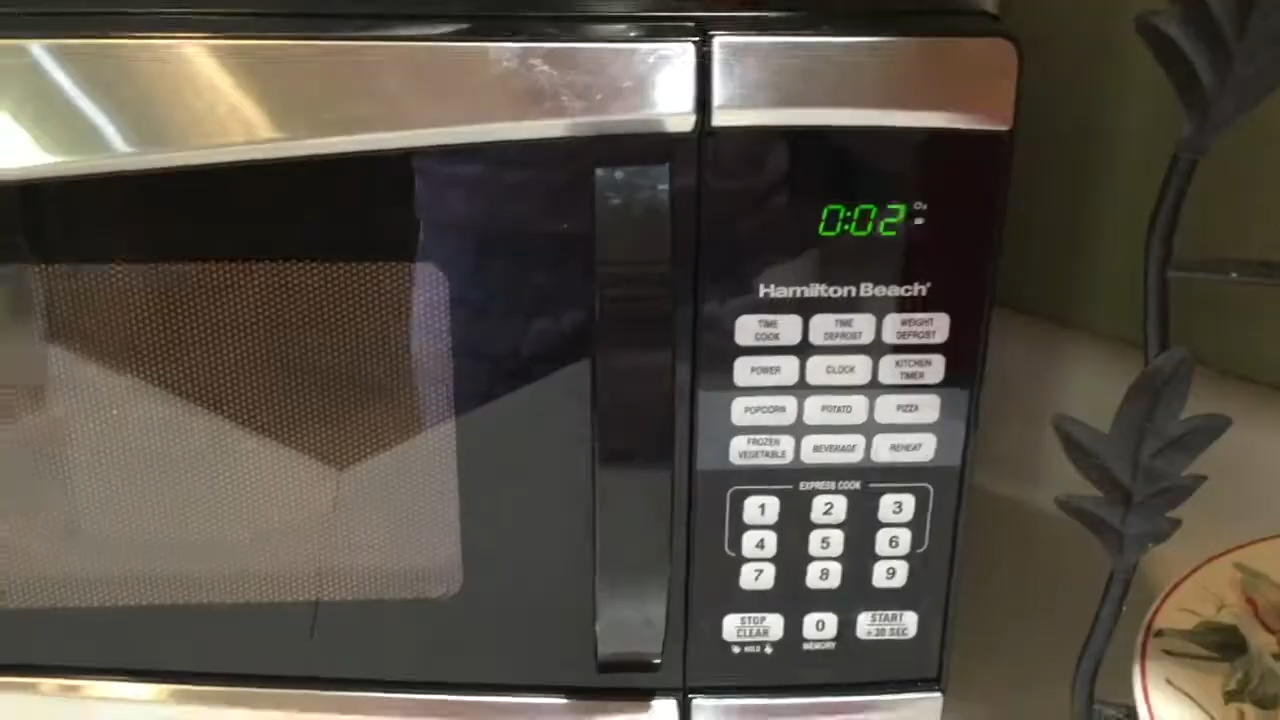 0:02
Hamilton Beach
TIME COOK
TIME DEFROST
WEIGHT DEFROST
POWER
CLOCK
KITCHEN TIMER
POPCORN
POTATO
PIZZA
FROZEN VEGETABLE
BEVERAGE
REHEAT
EXPRESS COOK
1 2 3
4 5 6
7 8 9
STOP CLEAR
0
START +30 SEC
HOLD
MEMORY